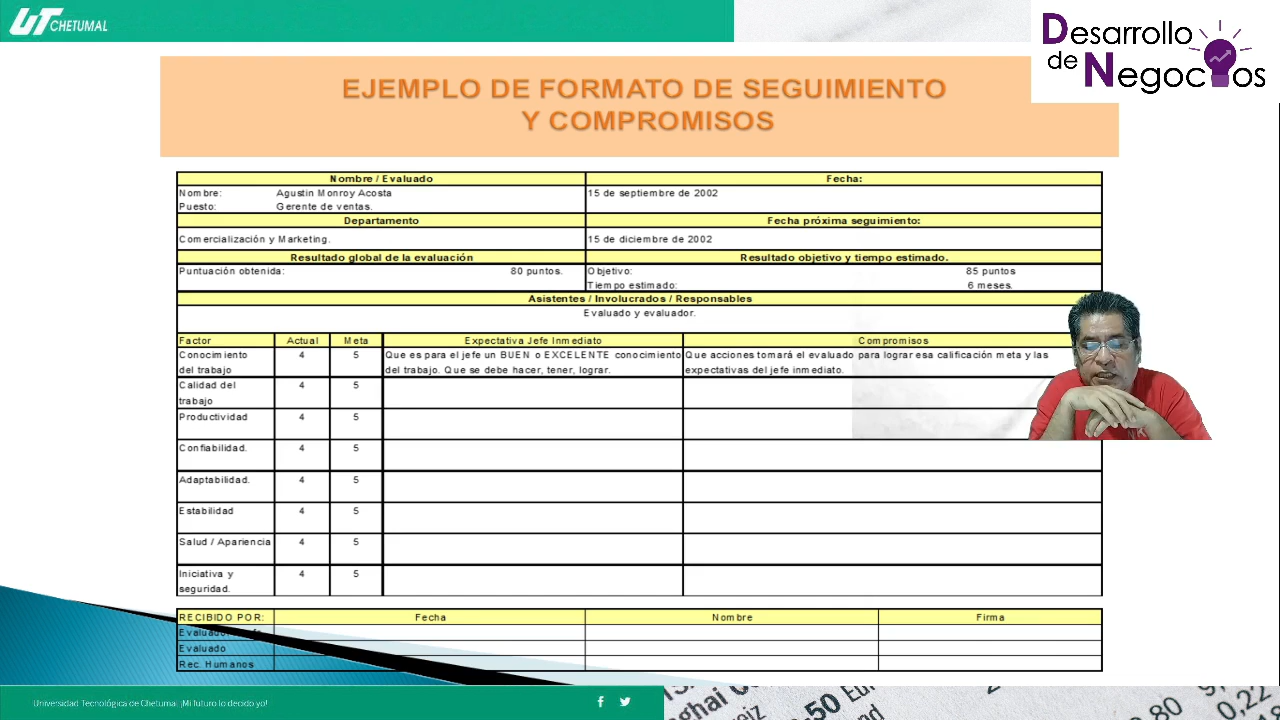 UT CHETUMAL
Desarrollo
de Negocios
EJEMPLO DE FORMATO DE SEGUIMIENTO
Y COMPROMISOS
Nombre / Evaluado Fecha:
Nombre: Agustin Monroy Acosta 15 de septiembre de 2002
Puesto: Gerente de ventas.
Departamento Fecha próxima seguimiento:
Comercialización y Marketing. 15 de diciembre de 2002
Resultado global de la evaluación Resultado objetivo y tiempo estimado.
Puntuación obtenida: 80 puntos. Objetivo: 85 puntos
Tiempo estimado: 6 meses.
Asistentes / Involucrados / Responsables
Evaluado y evaluador.
Factor Actual Meta Expectativa Jefe Inmediato Compromisos
Conocimiento 4 5 Que es para el jefe un BUEN o EXCELENTE conocimiento Que acciones tomará el evaluado para lograr esa calificación meta y las
del trabajo del trabajo. Que se debe hacer, tener, lograr. expectativas del jefe inmediato.
Calidad del 4 5
trabajo
Productividad 4 5
Confiabilidad. 4 5
Adaptabilidad. 4 5
Estabilidad 4 5
Salud / Apariencia 4 5
Iniciativa y 4 5
seguridad.
RECIBIDO POR: Fecha Nombre Firma
Evaluado
Rec. Humanos
Universidad Tecnológica de Chetumal ¡Mi futuro lo decido yo!
0,22
0,80